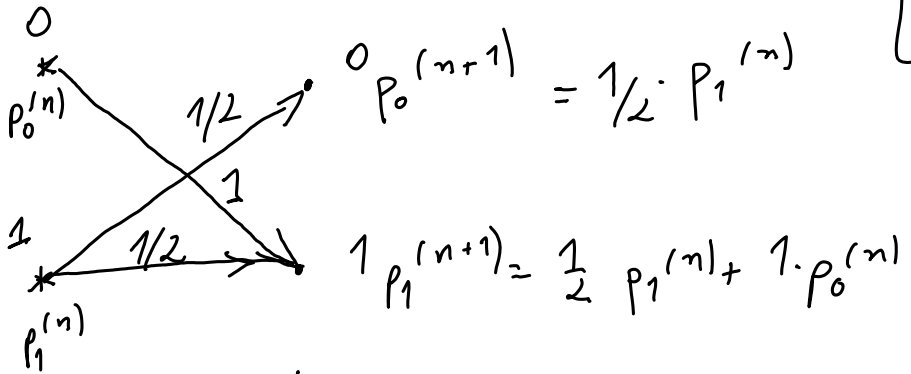 0
p₀⁽ⁿ⁾
1/2
0 p₀⁽ⁿ⁺¹⁾ = 1/2 · p₁⁽ⁿ⁾
1
1
1/2
1 p₁⁽ⁿ⁺¹⁾ = 1/2 p₁⁽ⁿ⁾ + 1 · p₀⁽ⁿ⁾
p₁⁽ⁿ⁾